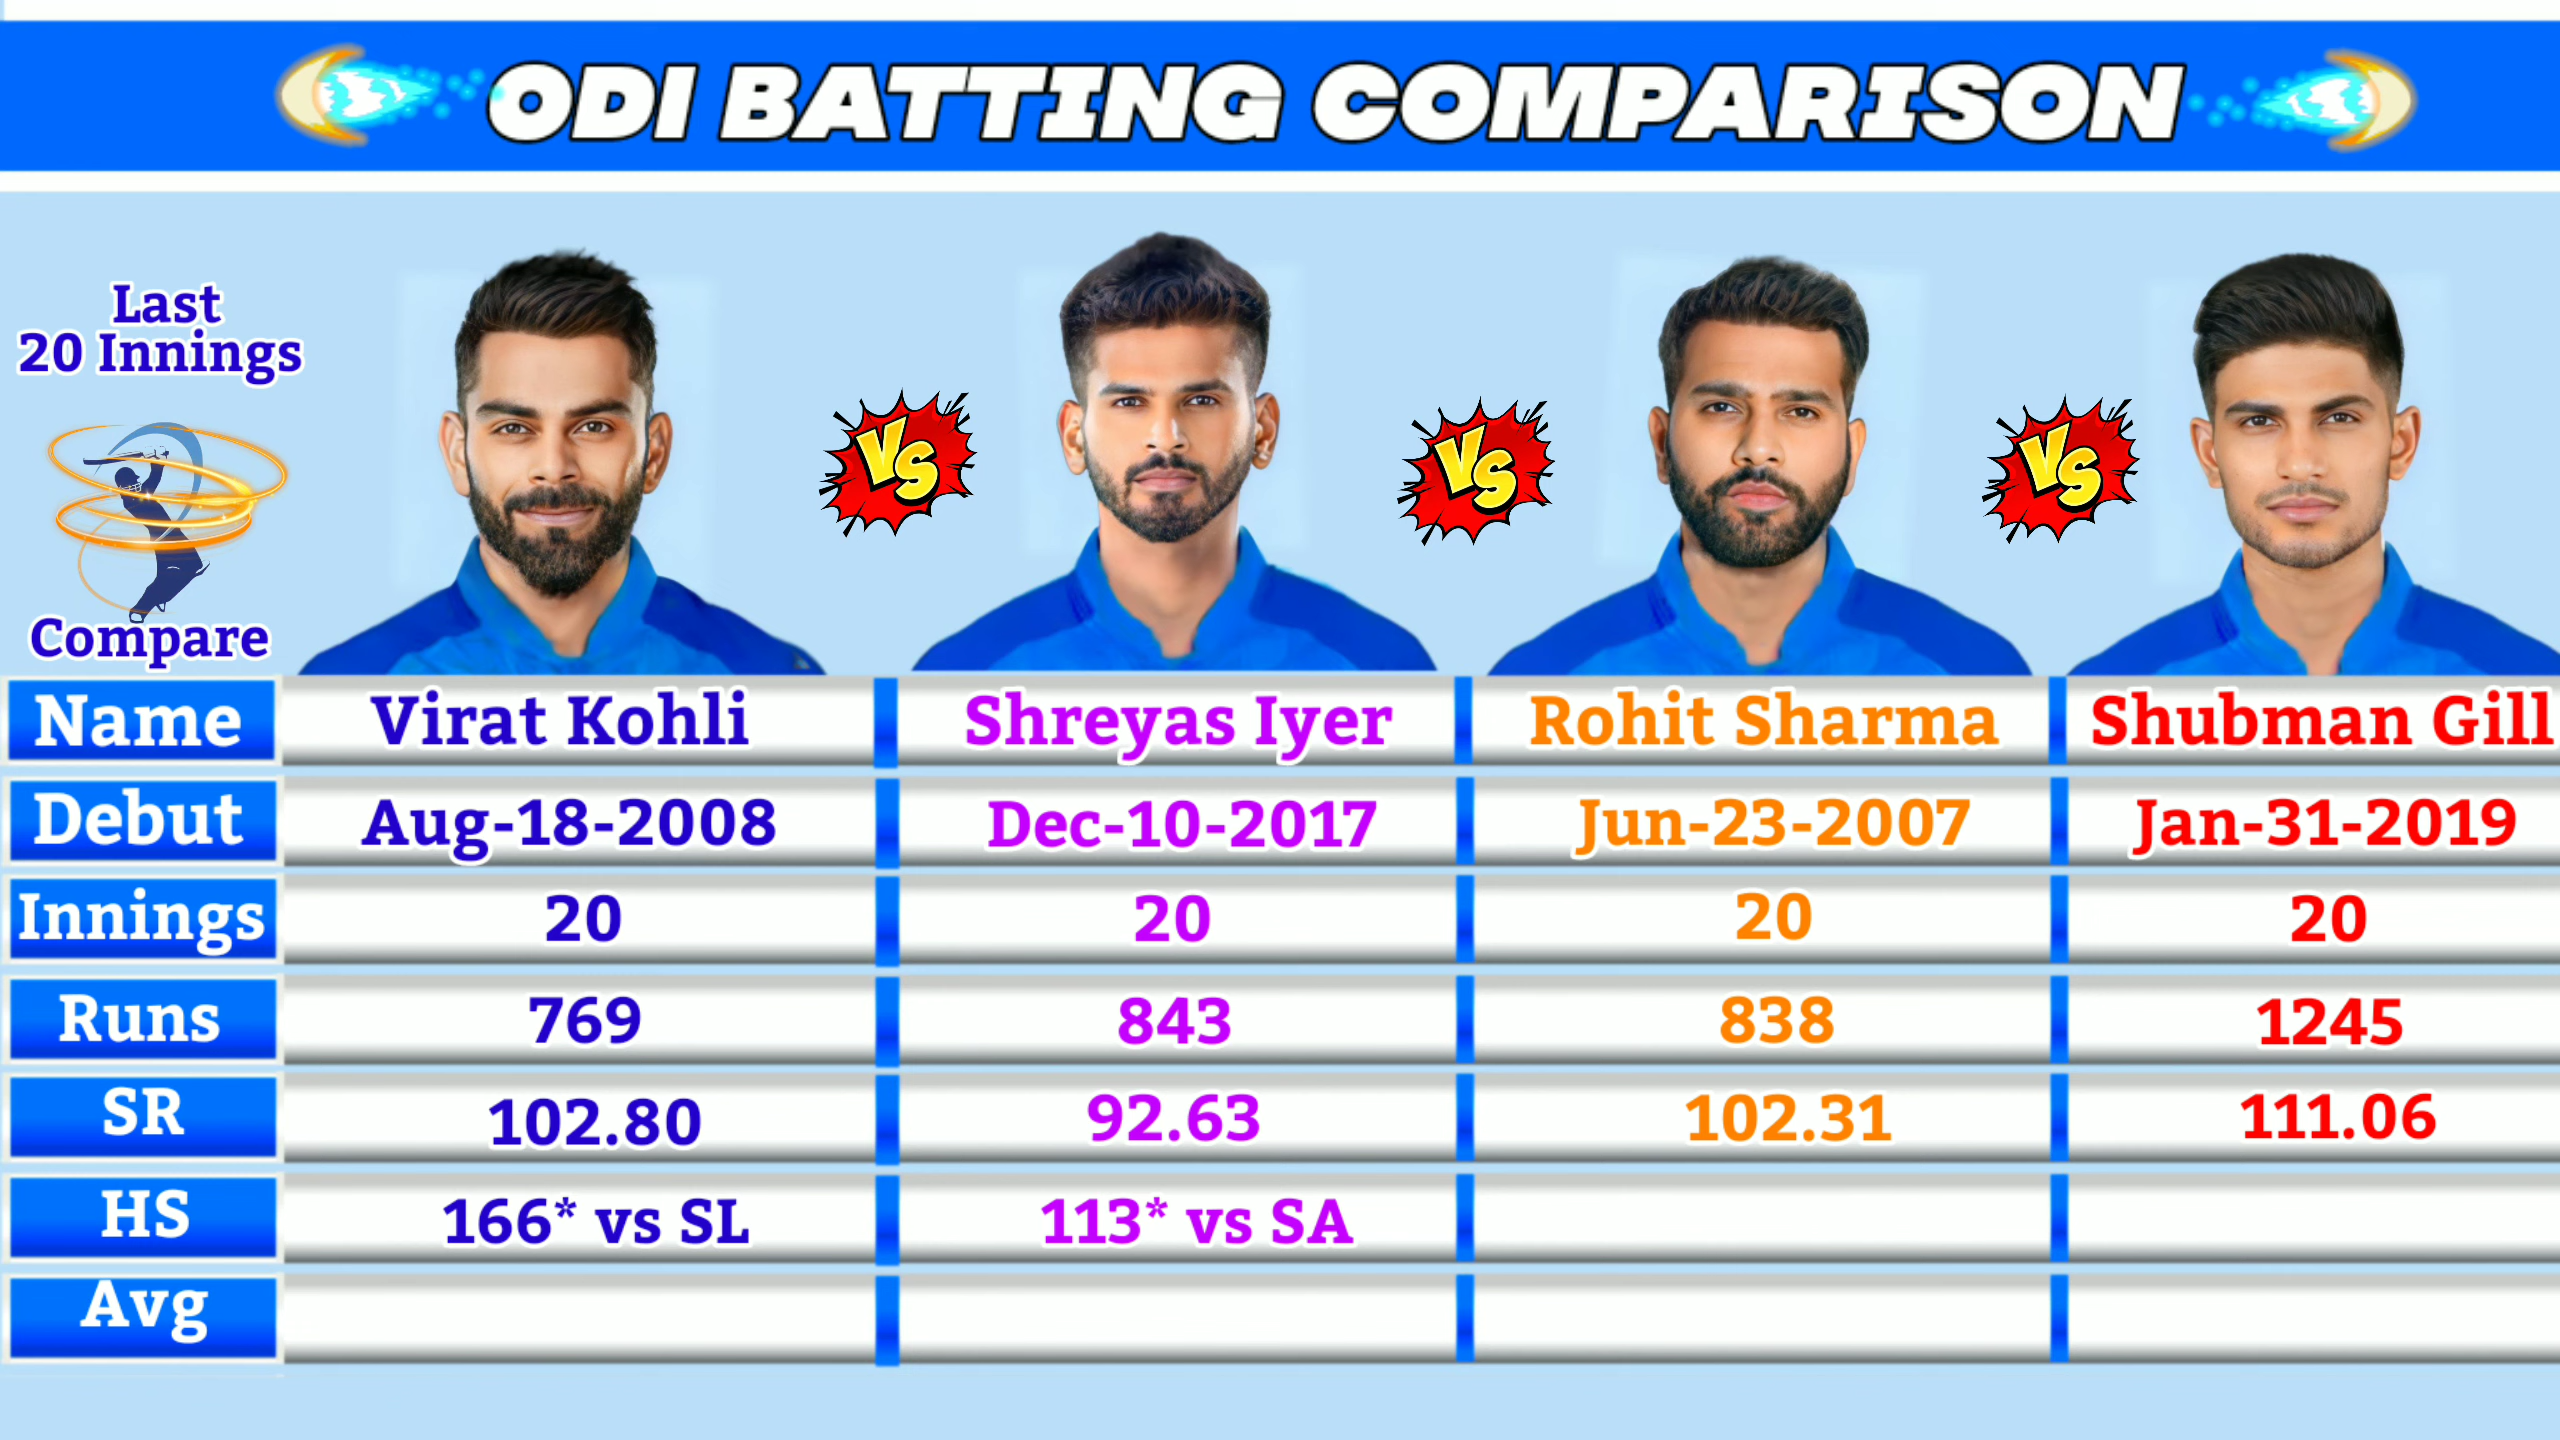 ODI BATTING COMPARISON
Last
20 Innings
Compare
VS
VS
VS
Name Virat Kohli Shreyas Iyer Rohit Sharma Shubman Gill
Debut Aug-18-2008 Dec-10-2017 Jun-23-2007 Jan-31-2019
Innings 20 20 20 20
Runs 769 843 838 1245
SR 102.80 92.63 102.31 111.06
HS 166* vs SL 113* vs SA
Avg